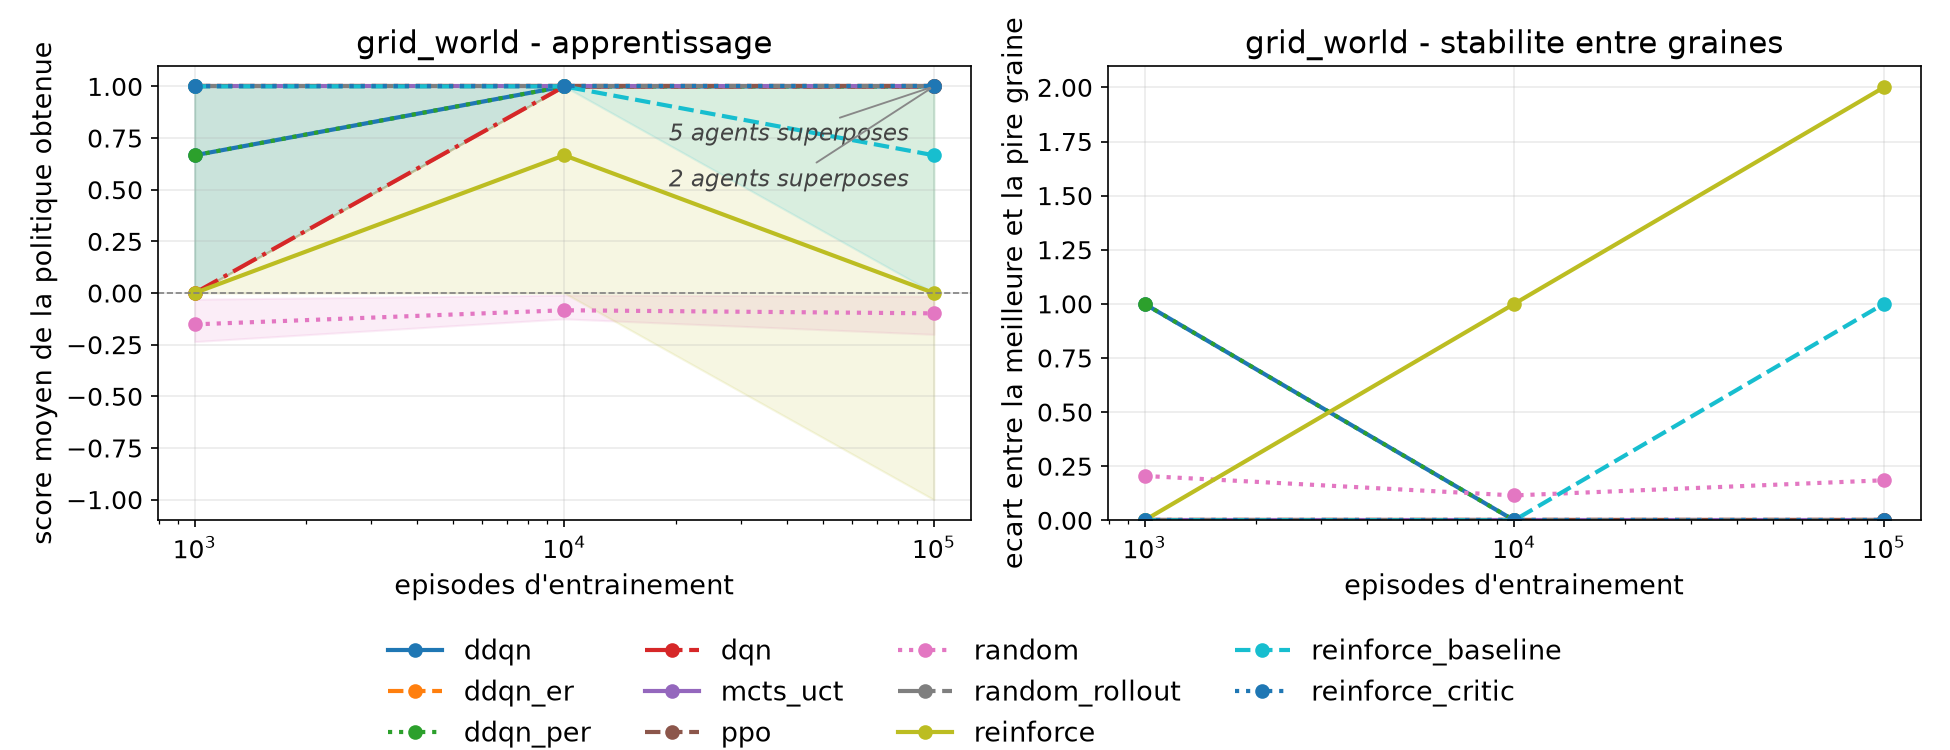 grid_world - apprentissage
score moyen de la politique obtenue
1.00
0.75
0.50
0.25
0.00
−0.25
−0.50
−0.75
−1.00
5 agents superposes
2 agents superposes
10³
10⁴
10⁵
episodes d'entrainement
grid_world - stabilite entre graines
ecart entre la meilleure et la pire graine
2.00
1.75
1.50
1.25
1.00
0.75
0.50
0.25
0.00
10³
10⁴
10⁵
episodes d'entrainement
ddqn
ddqn_er
ddqn_per
dqn
mcts_uct
ppo
random
random_rollout
reinforce
reinforce_baseline
reinforce_critic